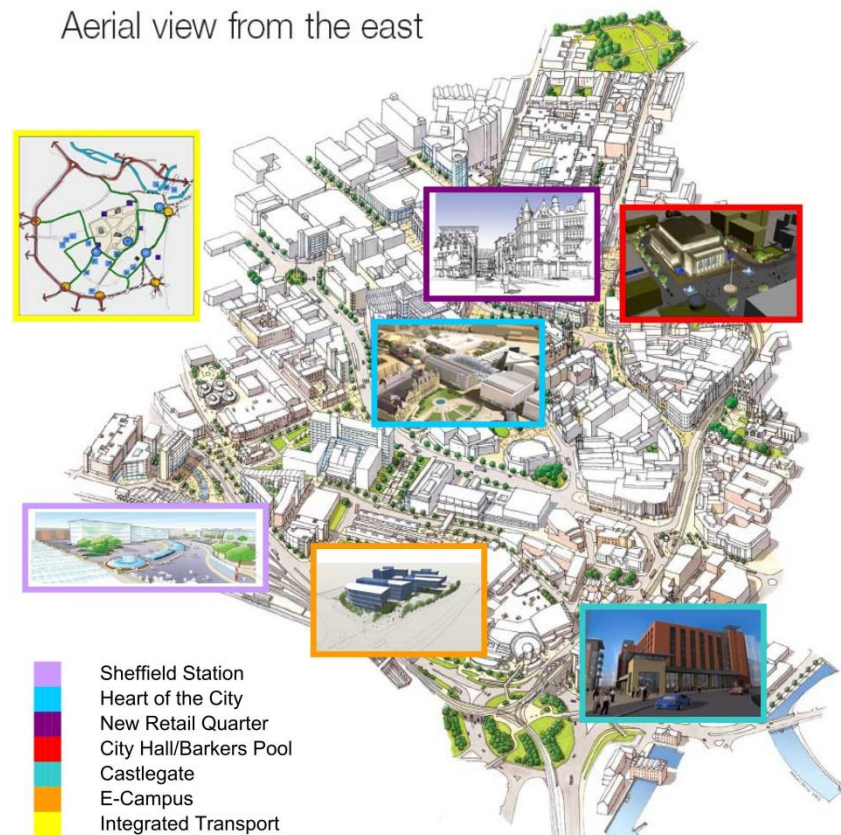 Aerial view from the east
Sheffield Station
Heart of the City
New Retail Quarter
City Hall/Barkers Pool
Castlegate
E-Campus
Integrated Transport